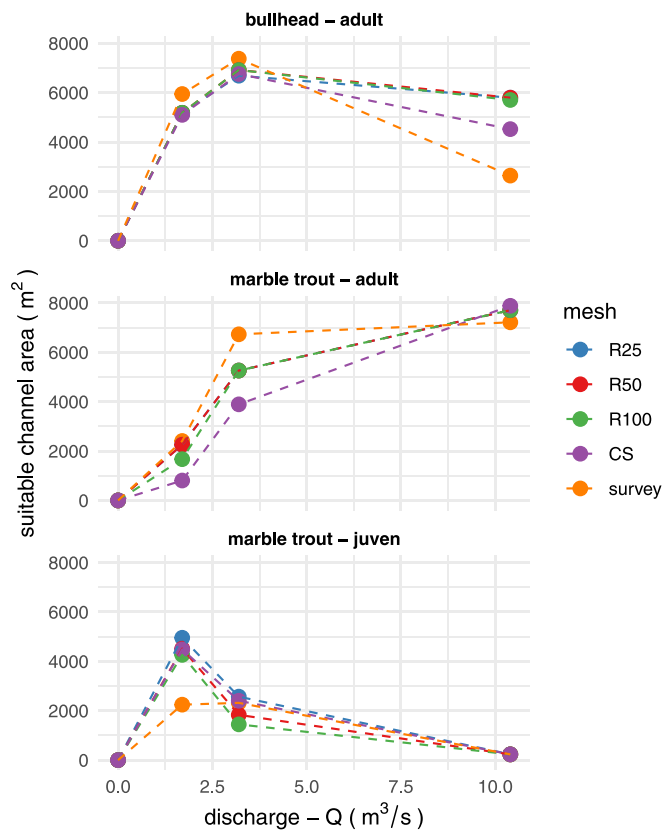 bullhead – adult
8000
6000
4000
2000
0
marble trout – adult
8000
6000
4000
2000
0
marble trout – juven
8000
6000
4000
2000
0
0.0 2.5 5.0 7.5 10.0
discharge – Q ( m³/s )
suitable channel area ( m² )
mesh
R25
R50
R100
CS
survey